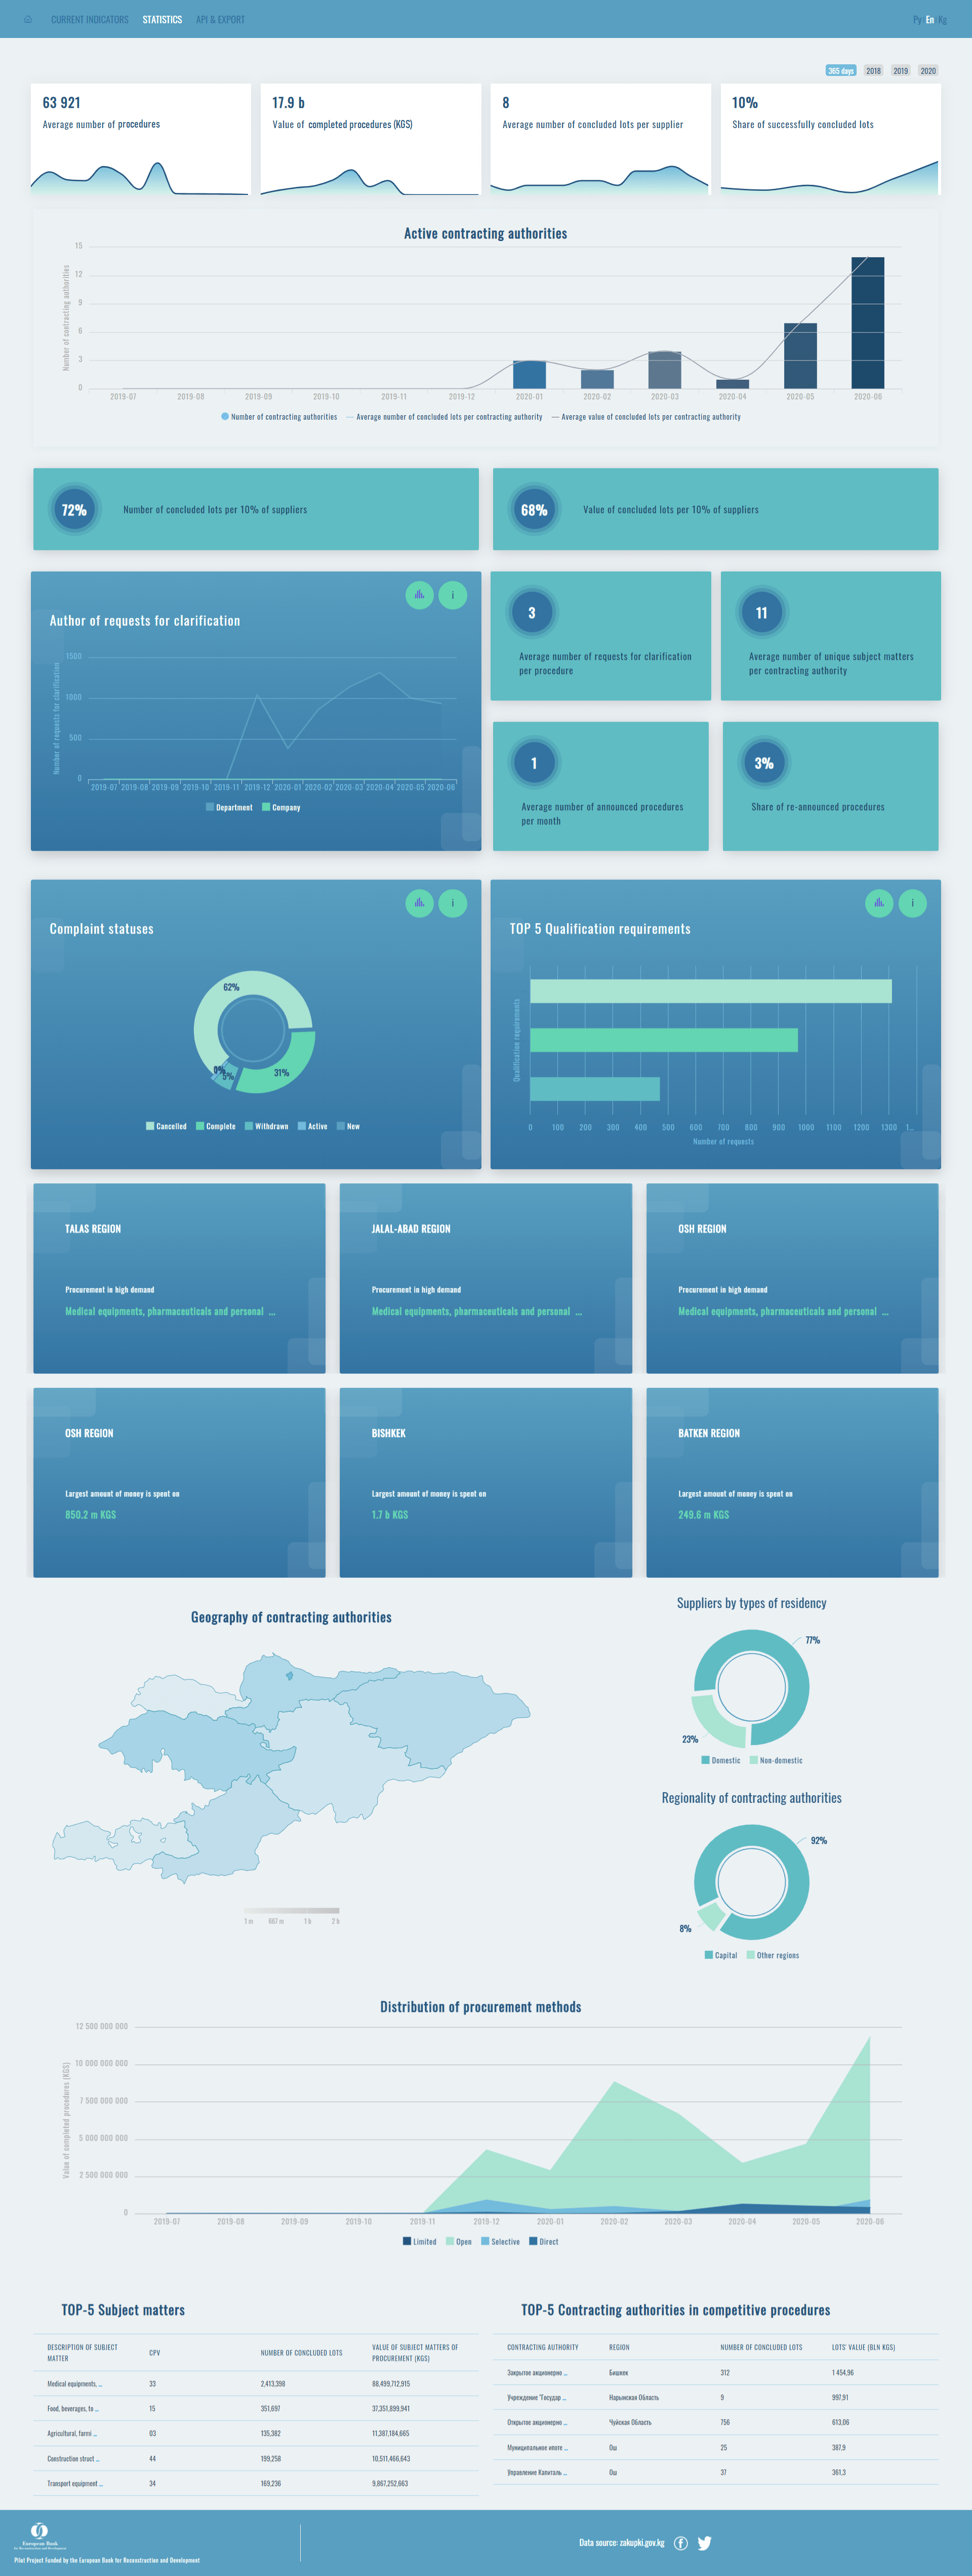 CURRENT INDICATORS STATISTICS API & EXPORT
Ру En Kg
365 days 2018 2019 2020
63 921
Average number of procedures
17.9 b
Value of completed procedures (KGS)
8
Average number of concluded lots per supplier
10%
Share of successfully concluded lots
Active contracting authorities
Number of contracting authorities
15
12
9
6
3
0
2019-07 2019-08 2019-09 2019-10 2019-11 2019-12 2020-01 2020-02 2020-03 2020-04 2020-05 2020-06
Number of contracting authorities Average number of concluded lots per contracting authority Average value of concluded lots per contracting authority
72%
Number of concluded lots per 10% of suppliers
68%
Value of concluded lots per 10% of suppliers
i
Author of requests for clarification
Number of requests for clarification
1500
1000
500
0
2019-07 2019-08 2019-09 2019-10 2019-11 2019-12 2020-01 2020-02 2020-03 2020-04 2020-05 2020-06
Department Company
3
Average number of requests for clarification
per procedure
11
Average number of unique subject matters
per contracting authority
1
Average number of announced procedures
per month
3%
Share of re-announced procedures
i
Complaint statuses
62%
0%
5%
31%
Cancelled Complete Withdrawn Active New
i
TOP 5 Qualification requirements
Qualification requirements
0 100 200 300 400 500 600 700 800 900 1000 1100 1200 1300 1...
Number of requests
TALAS REGION
Procurement in high demand
Medical equipments, pharmaceuticals and personal ...
JALAL-ABAD REGION
Procurement in high demand
Medical equipments, pharmaceuticals and personal ...
OSH REGION
Procurement in high demand
Medical equipments, pharmaceuticals and personal ...
OSH REGION
Largest amount of money is spent on
850.2 m KGS
BISHKEK
Largest amount of money is spent on
1.7 b KGS
BATKEN REGION
Largest amount of money is spent on
249.6 m KGS
Geography of contracting authorities
1 m 667 m 1 b 2 b
Suppliers by types of residency
77%
23%
Domestic Non-domestic
Regionality of contracting authorities
92%
8%
Capital Other regions
Distribution of procurement methods
Value of completed procedures (KGS)
12 500 000 000
10 000 000 000
7 500 000 000
5 000 000 000
2 500 000 000
0
2019-07 2019-08 2019-09 2019-10 2019-11 2019-12 2020-01 2020-02 2020-03 2020-04 2020-05 2020-06
Limited Open Selective Direct
TOP-5 Subject matters
DESCRIPTION OF SUBJECT MATTER CPV NUMBER OF CONCLUDED LOTS VALUE OF SUBJECT MATTERS OF PROCUREMENT (KGS)
Medical equipments, ... 33 2,413,398 88,499,712,915
Food, beverages, to ... 15 351,697 37,351,899,941
Agricultural, farmi ... 03 135,382 11,387,184,665
Construction struct ... 44 199,258 10,511,466,643
Transport equipment ... 34 169,236 9,667,252,663
TOP-5 Contracting authorities in competitive procedures
CONTRACTING AUTHORITY REGION NUMBER OF CONCLUDED LOTS LOTS' VALUE (BLN KGS)
Закрытое акционерно ... Бишкек 312 1 454,96
Учреждение "Государ ... Нарынская Область 9 997,91
Открытое акционерно ... Чуйская Область 756 613,06
Муниципальное ипоте ... Ош 25 387,9
Управление Капиталь ... Ош 37 361,3
European Bank
for Reconstruction and Development
Pilot Project Funded by the European Bank for Reconstruction and Development
Data source: zakupki.gov.kg